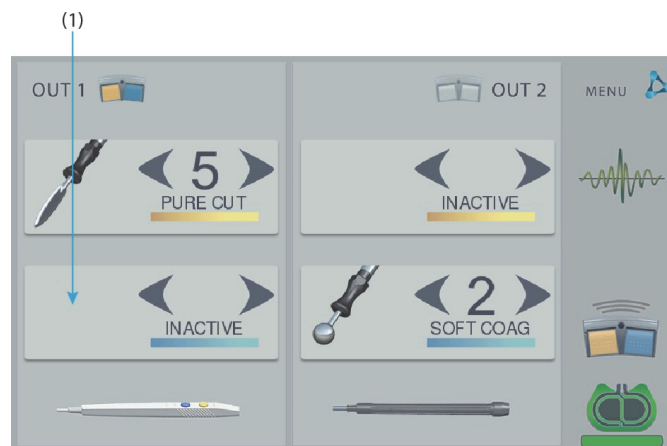 (1)
OUT 1
OUT 2
MENU
5
PURE CUT
INACTIVE
INACTIVE
2
SOFT COAG